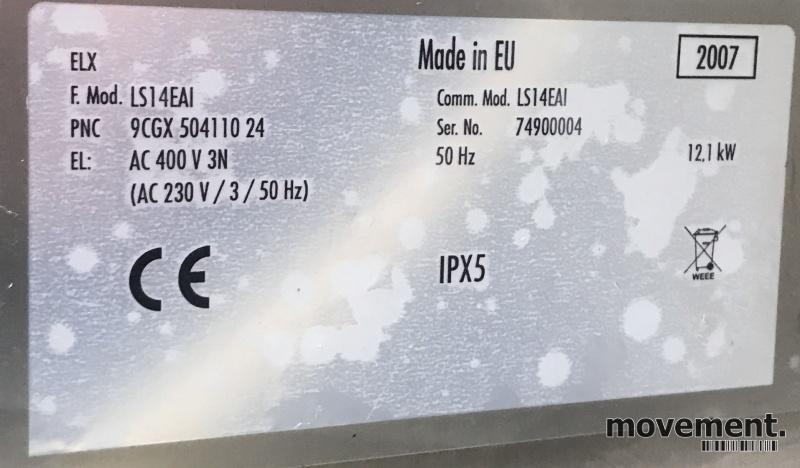 ELX Made in EU 2007
F. Mod. LS14EAI Comm. Mod. LS14EAI
PNC 9CGX 504110 24 Ser. No. 74900004
EL: AC 400 V 3N 50 Hz 12,1 kW
(AC 230 V / 3 / 50 Hz)
CE IPX5
WEEE
movement.